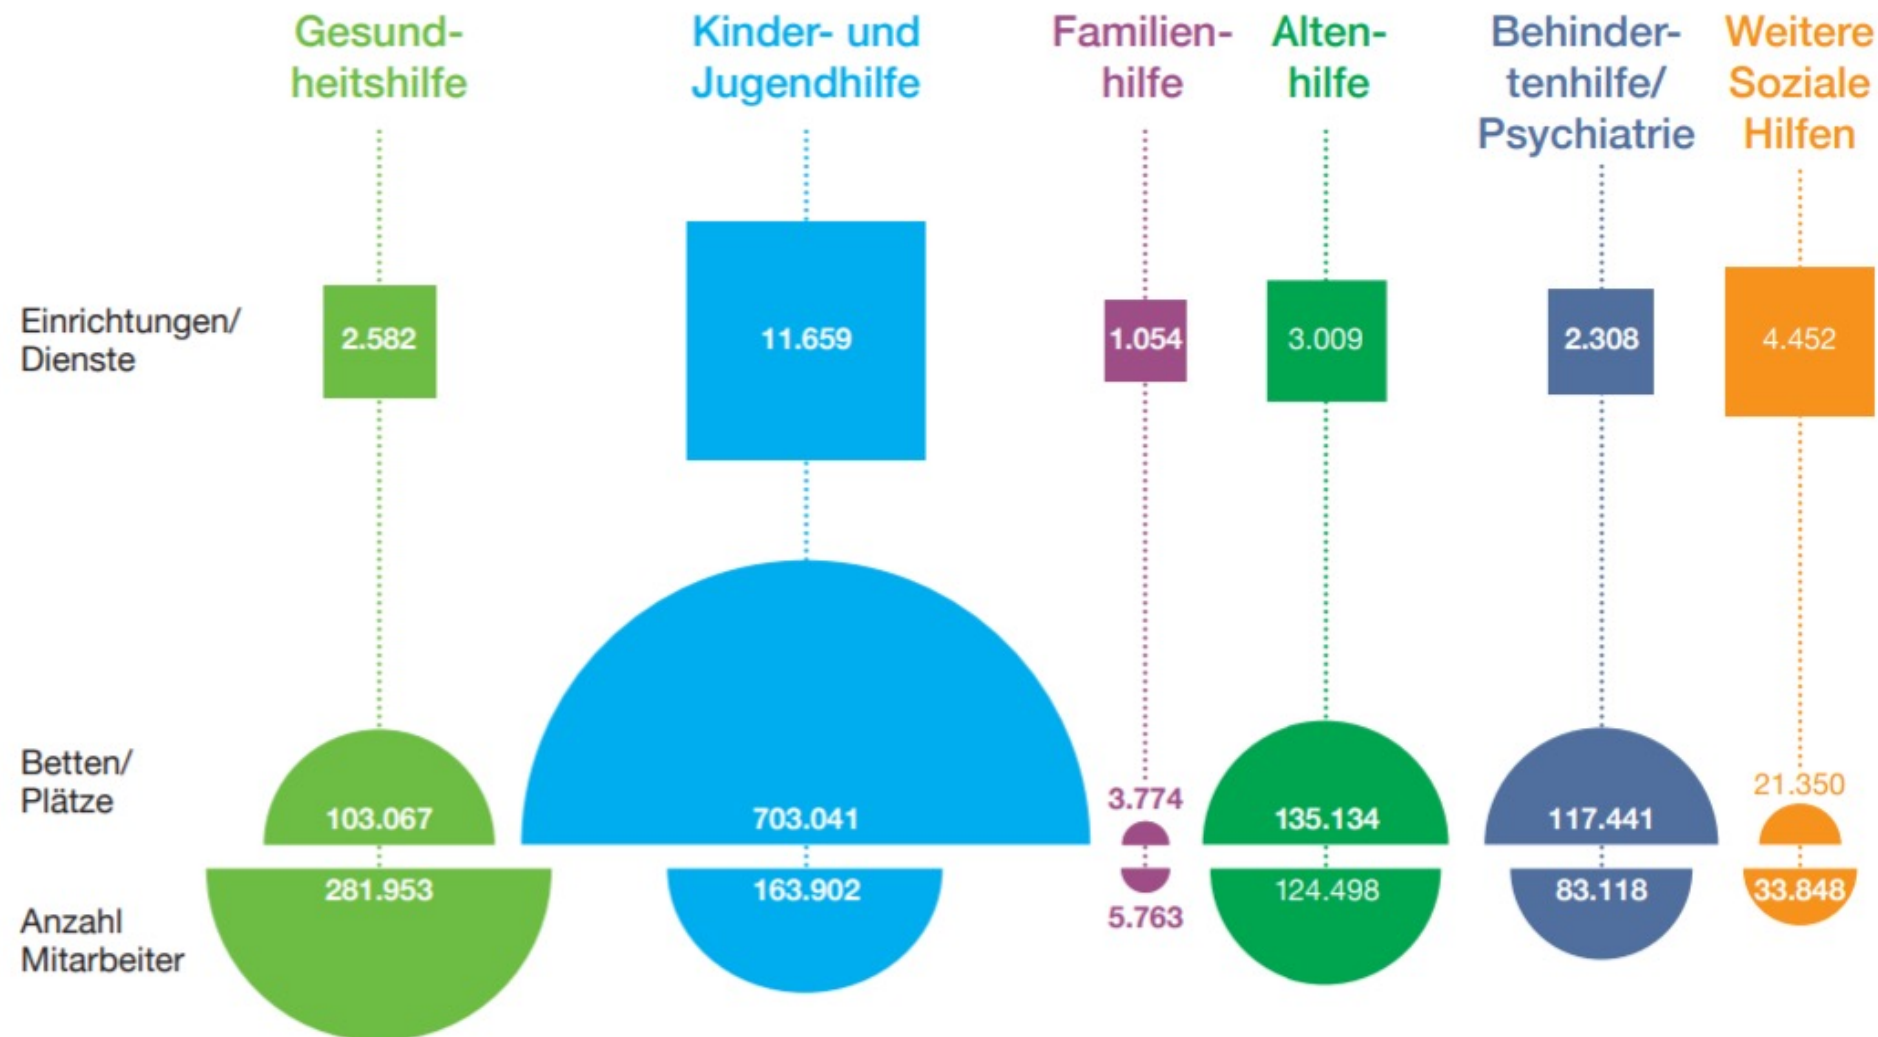 Gesund-
heitshilfe
Kinder- und
Jugendhilfe
Familien-
hilfe
Alten-
hilfe
Behinder-
tenhilfe/
Psychiatrie
Weitere
Soziale
Hilfen
Einrichtungen/
Dienste
2.582
11.659
1.054
3.009
2.308
4.452
Betten/
Plätze
103.067
703.041
3.774
135.134
117.441
21.350
Anzahl
Mitarbeiter
281.953
163.902
5.763
124.498
83.118
33.848